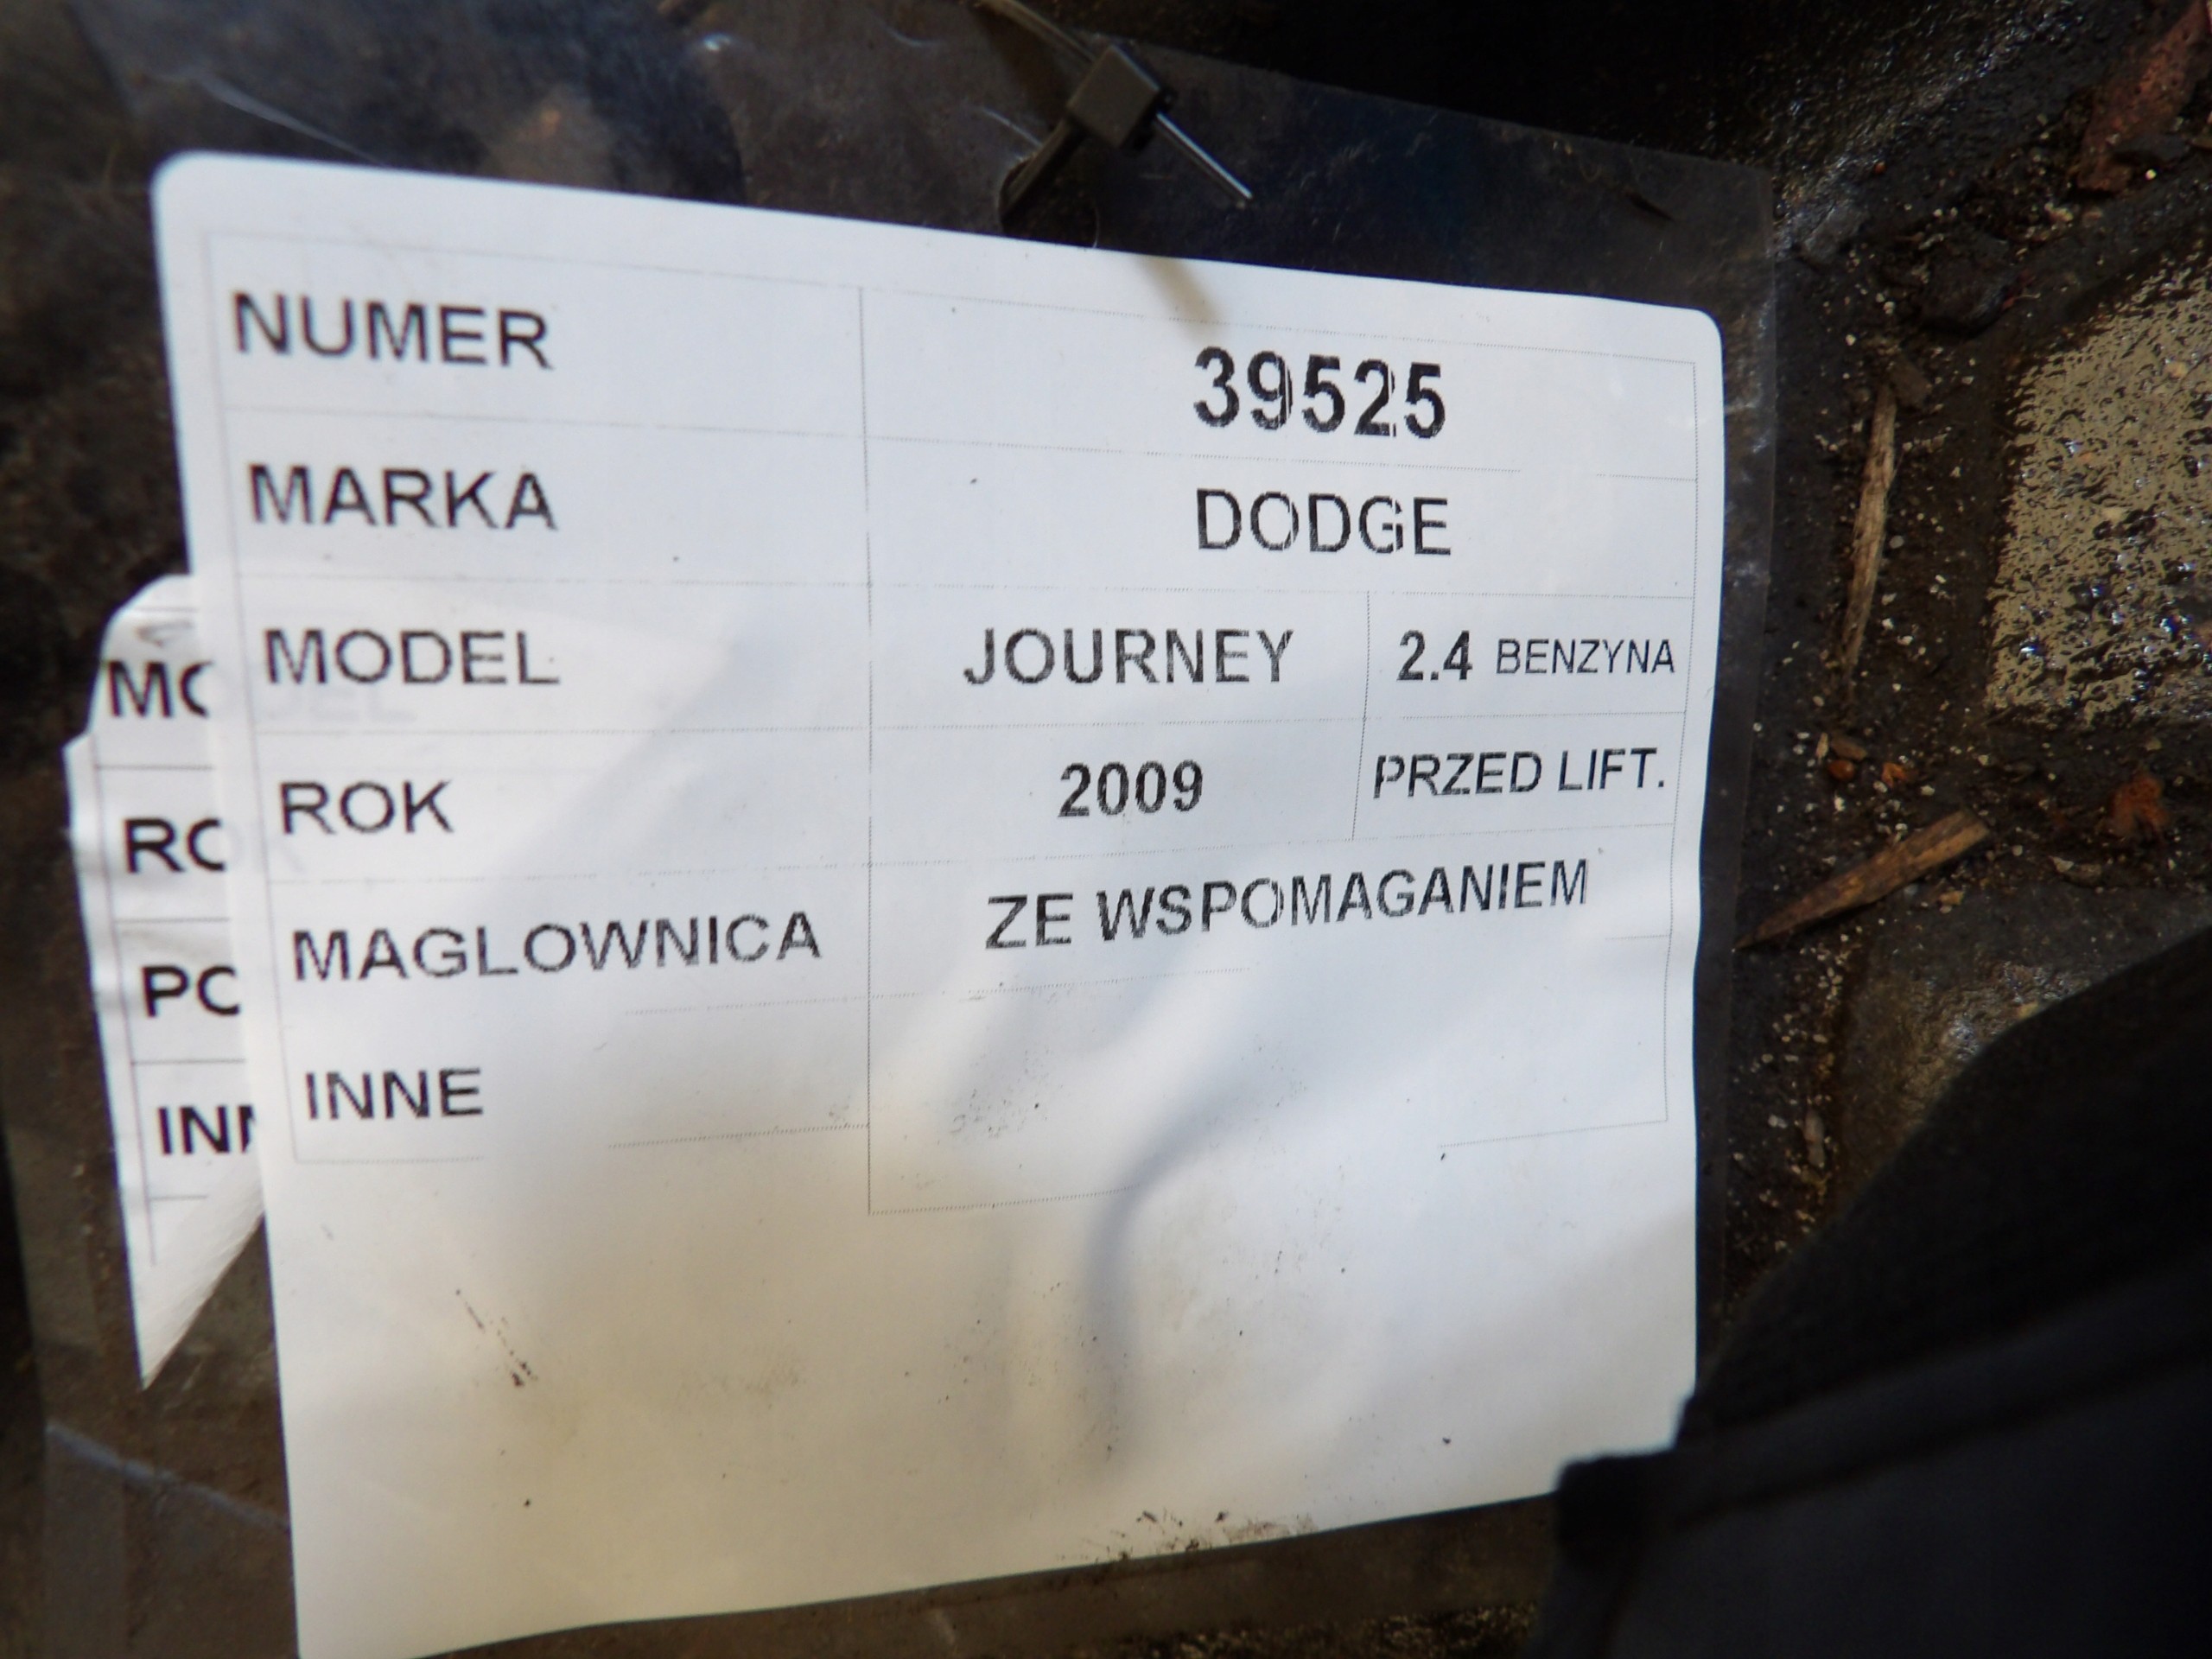 NUMER 39525
MARKA DODGE
MODEL JOURNEY 2.4 BENZYNA
ROK 2009 PRZED LIFT.
MAGLOWNICA ZE WSPOMAGANIEM
INNE